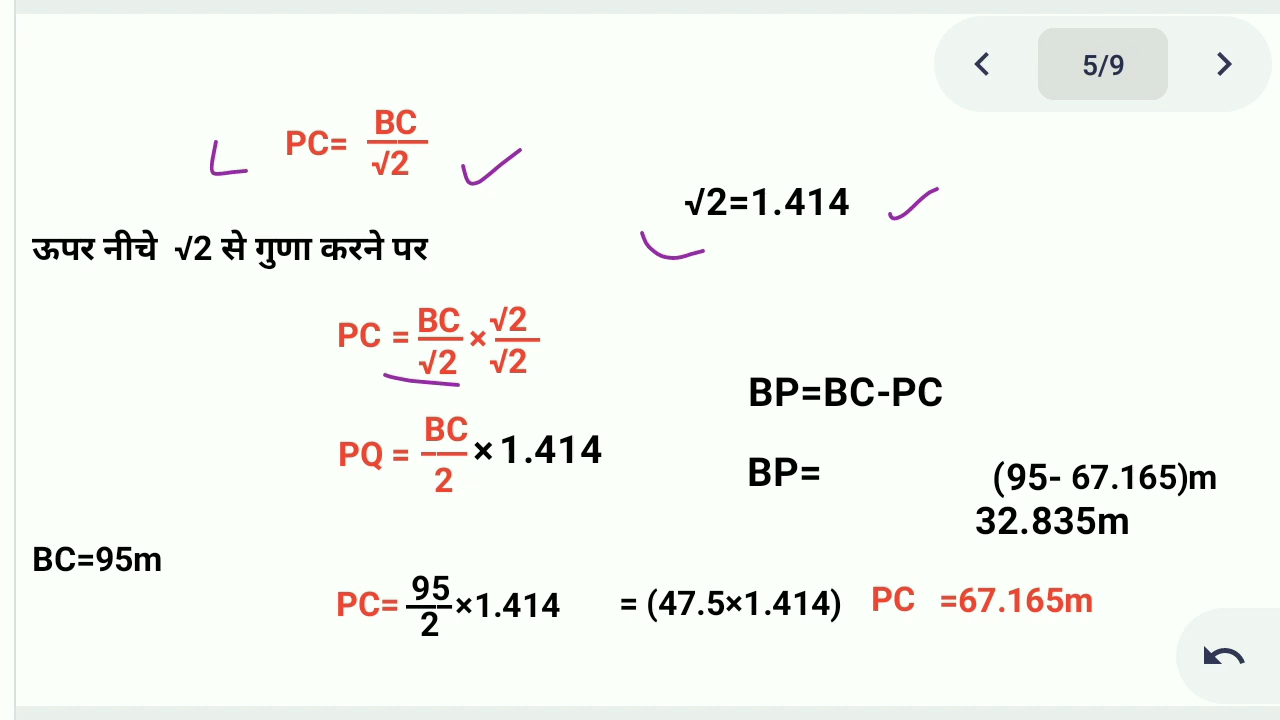 5/9
PC= BC/√2
√2=1.414
ऊपर नीचे √2 से गुणा करने पर
PC = BC/√2 × √2/√2
BP=BC-PC
PQ = BC/2 × 1.414
BP= (95- 67.165)m
32.835m
BC=95m
PC= 95/2 ×1.414 = (47.5×1.414) PC =67.165m